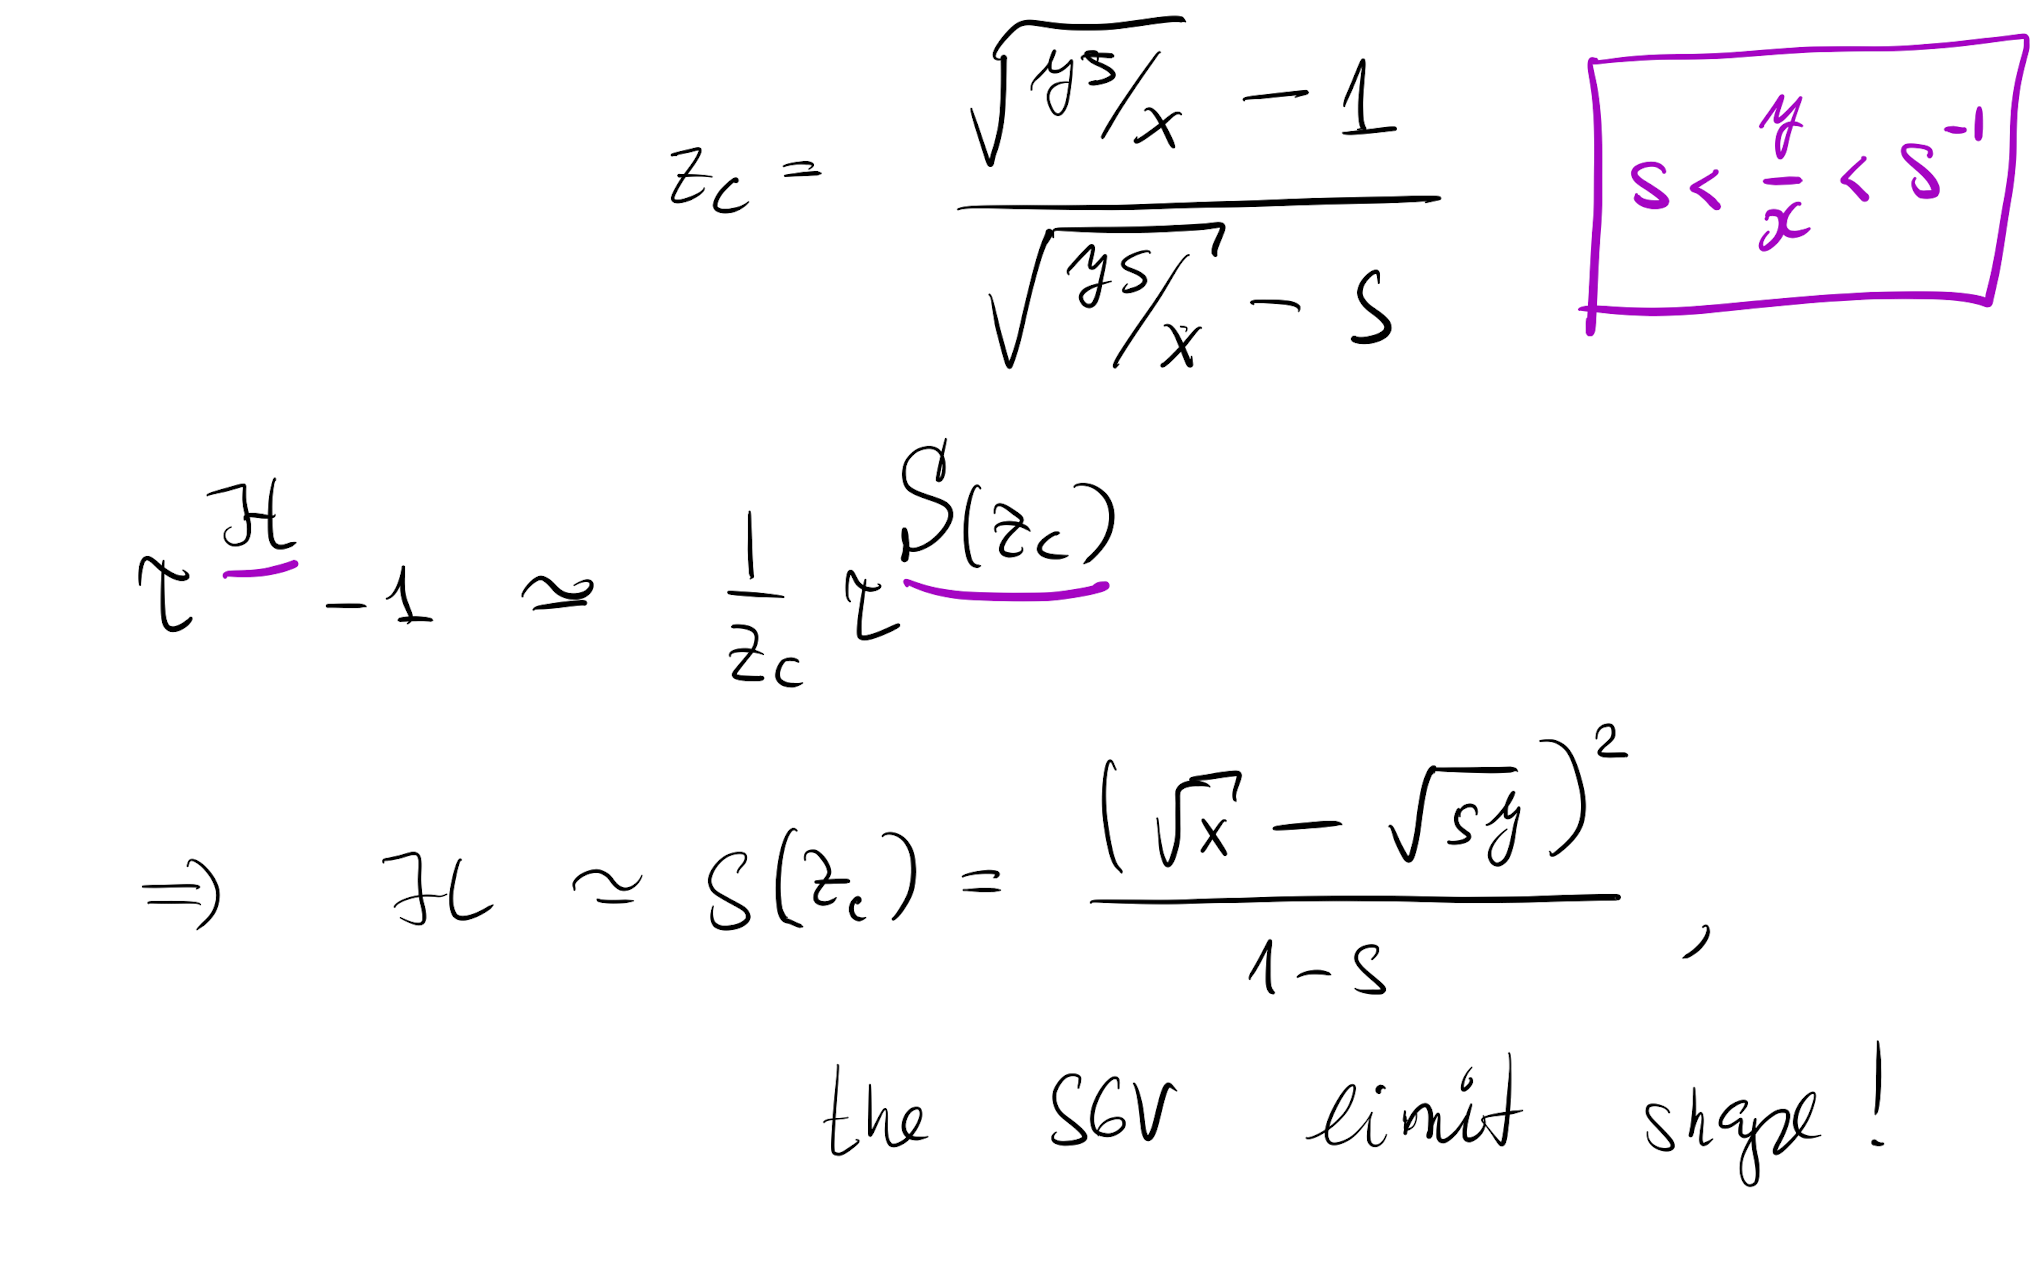 z_c = \frac{\sqrt{ys/x} - 1}{\sqrt{ys/x} - s}
s < \frac{y}{x} < s^{-1}
\tau^{\mathcal{H}} - 1 \simeq \frac{1}{z_c} \tau^{S(z_c)}
\Rightarrow \mathcal{H} \simeq S(z_c) = \frac{(\sqrt{x} - \sqrt{sy})^2}{1-s} ,
the S6V limit shape!